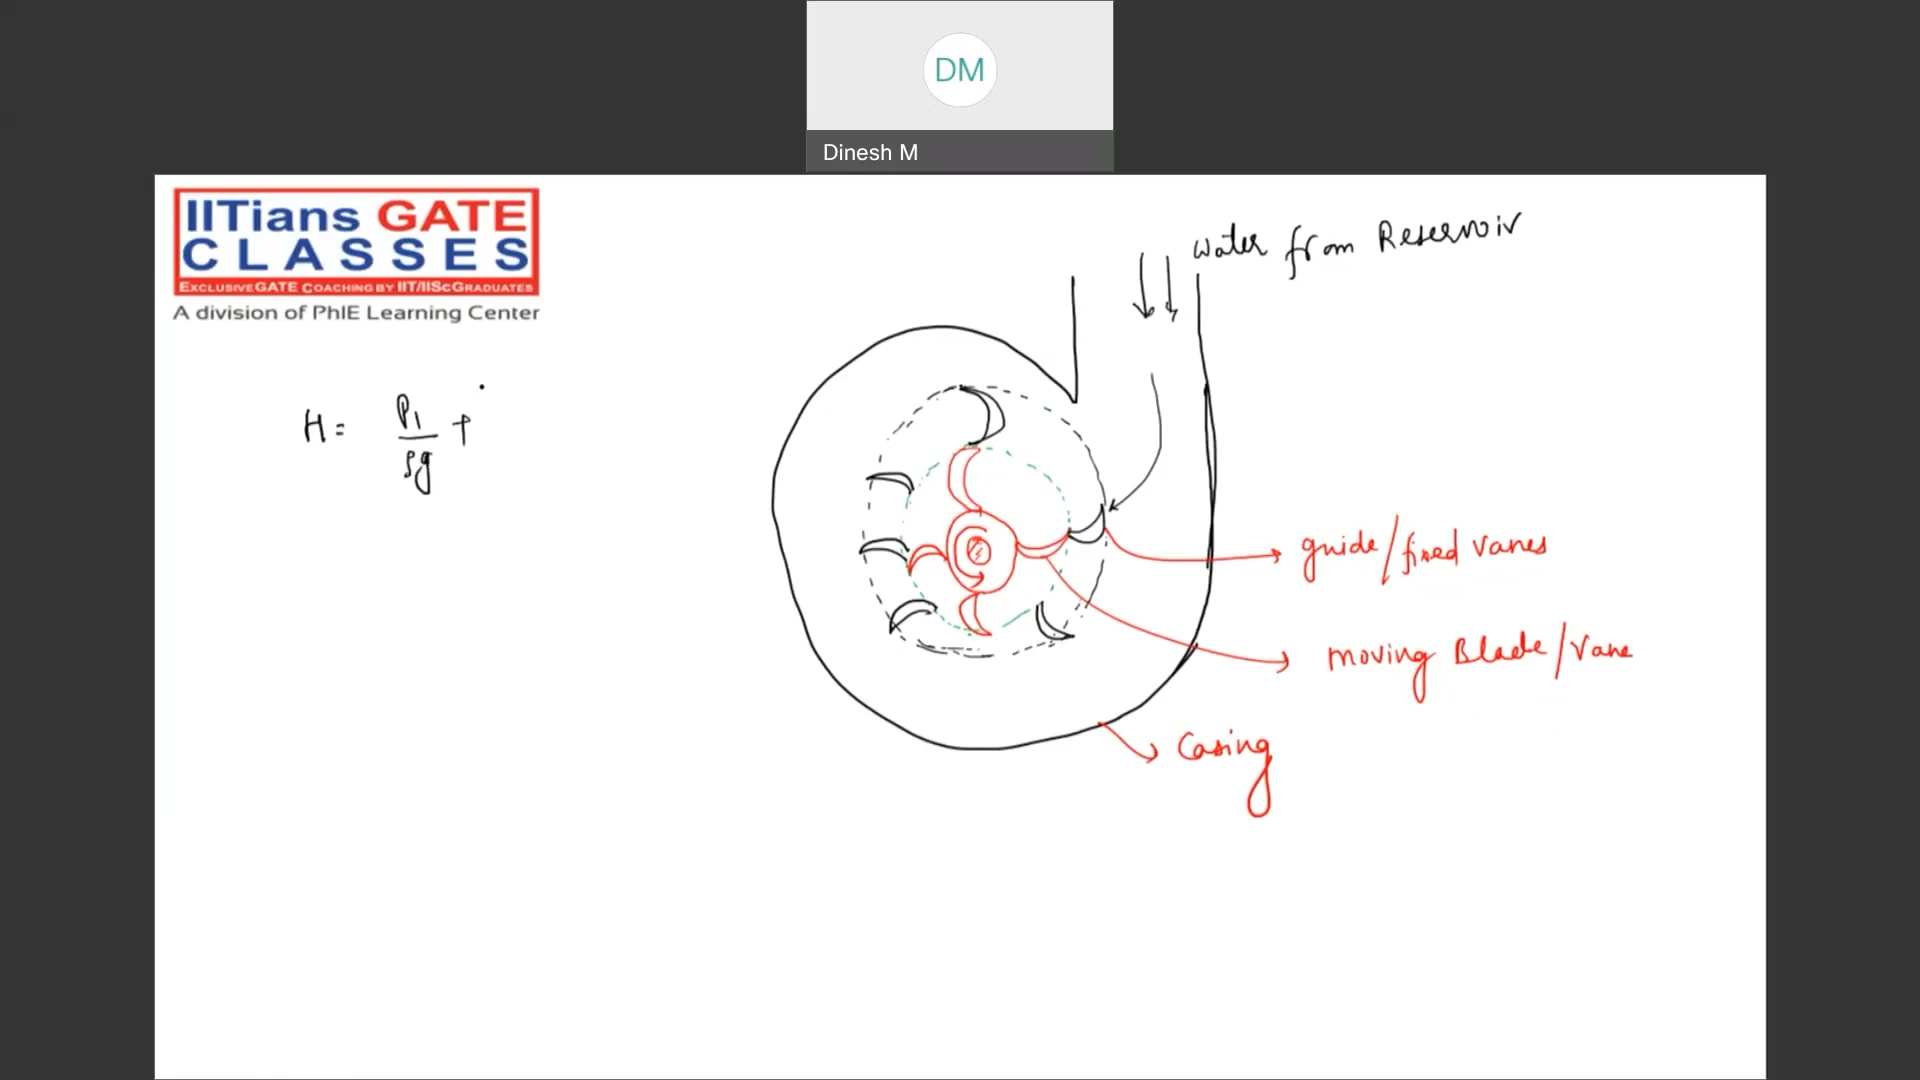 DM
Dinesh M
IITians GATE
CLASSES
EXCLUSIVE GATE COACHING BY IIT/IISc GRADUATES
A division of PhIE Learning Center
water from Reservoir
H = P1/ρg +
guide/fixed vanes
moving Blade/vane
Casing